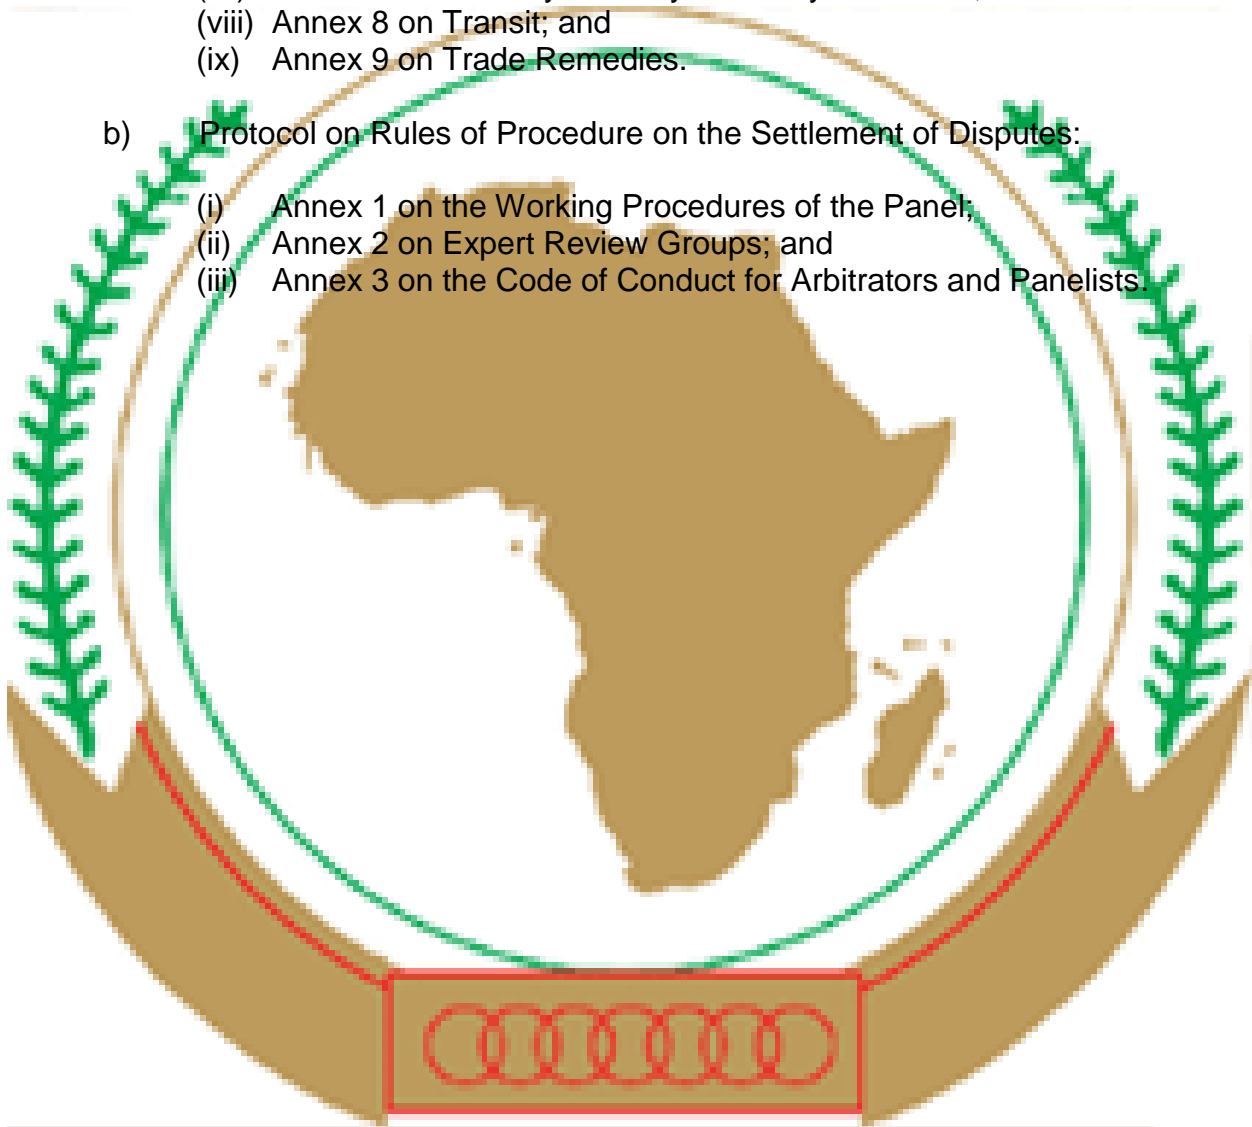 (viii) Annex 8 on Transit; and
(ix) Annex 9 on Trade Remedies.
b) Protocol on Rules of Procedure on the Settlement of Disputes:
(i) Annex 1 on the Working Procedures of the Panel;
(ii) Annex 2 on Expert Review Groups; and
(iii) Annex 3 on the Code of Conduct for Arbitrators and Panelists.